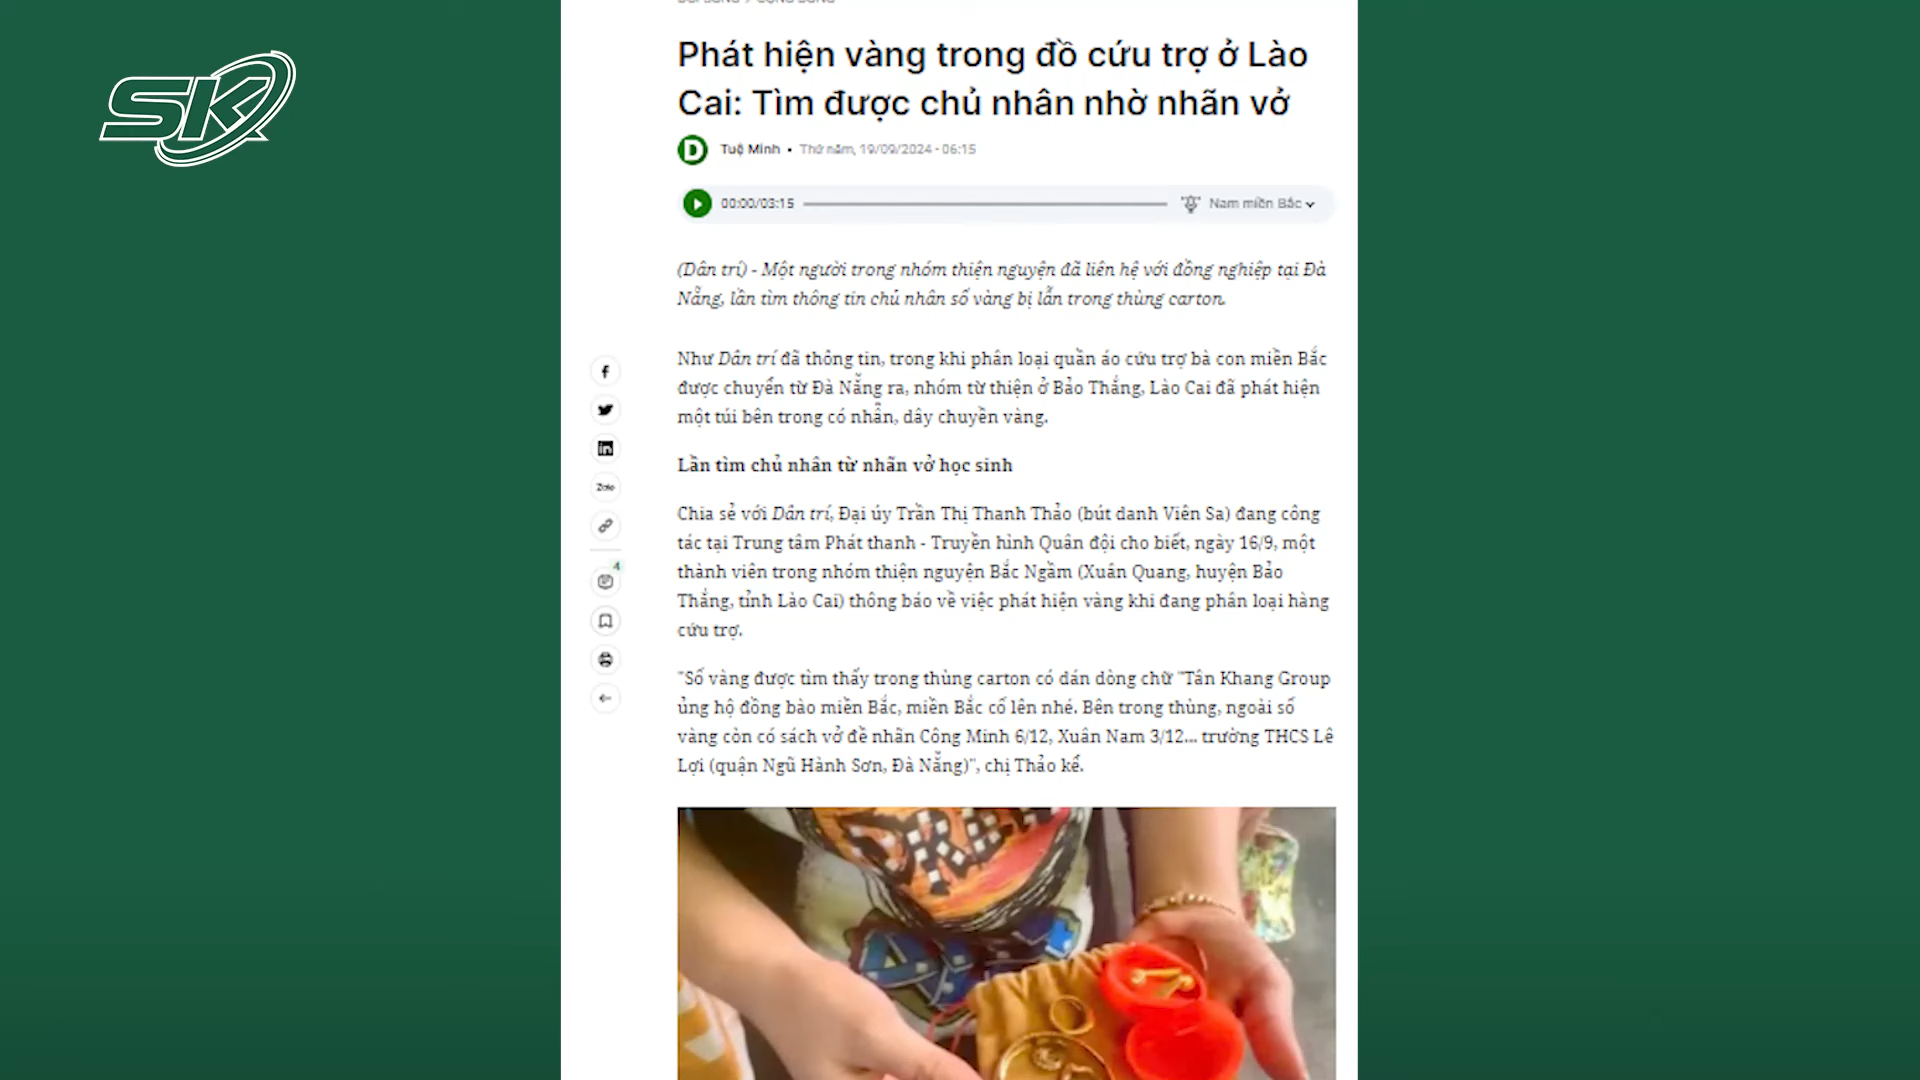 SK
Phát hiện vàng trong đồ cứu trợ ở Lào
Cai: Tìm được chủ nhân nhờ nhãn vở
D
Tuệ Minh • Thứ năm, 19/09/2024 - 06:15
00:00/03:15
Nam miền Bắc
(Dân trí) - Một người trong nhóm thiện nguyện đã liên hệ với đồng nghiệp tại Đà
Nẵng, lần tìm thông tin chủ nhân số vàng bị lẫn trong thùng carton.
Như Dân trí đã thông tin, trong khi phân loại quần áo cứu trợ bà con miền Bắc
được chuyển từ Đà Nẵng ra, nhóm từ thiện ở Bảo Thắng, Lào Cai đã phát hiện
một túi bên trong có nhẫn, dây chuyền vàng.
Lần tìm chủ nhân từ nhãn vở học sinh
Chia sẻ với Dân trí, Đại úy Trần Thị Thanh Thảo (bút danh Viên Sa) đang công
tác tại Trung tâm Phát thanh - Truyền hình Quân đội cho biết, ngày 16/9, một
thành viên trong nhóm thiện nguyện Bắc Ngầm (Xuân Quang, huyện Bảo
Thắng, tỉnh Lào Cai) thông báo về việc phát hiện vàng khi đang phân loại hàng
cứu trợ.
"Số vàng được tìm thấy trong thùng carton có dán dòng chữ "Tân Khang Group
ủng hộ đồng bào miền Bắc, miền Bắc cố lên nhé. Bên trong thùng, ngoài số
vàng còn có sách vở đề nhãn Công Minh 6/12, Xuân Nam 3/12... trường THCS Lê
Lợi (quận Ngũ Hành Sơn, Đà Nẵng)", chị Thảo kể.
Zalo
4